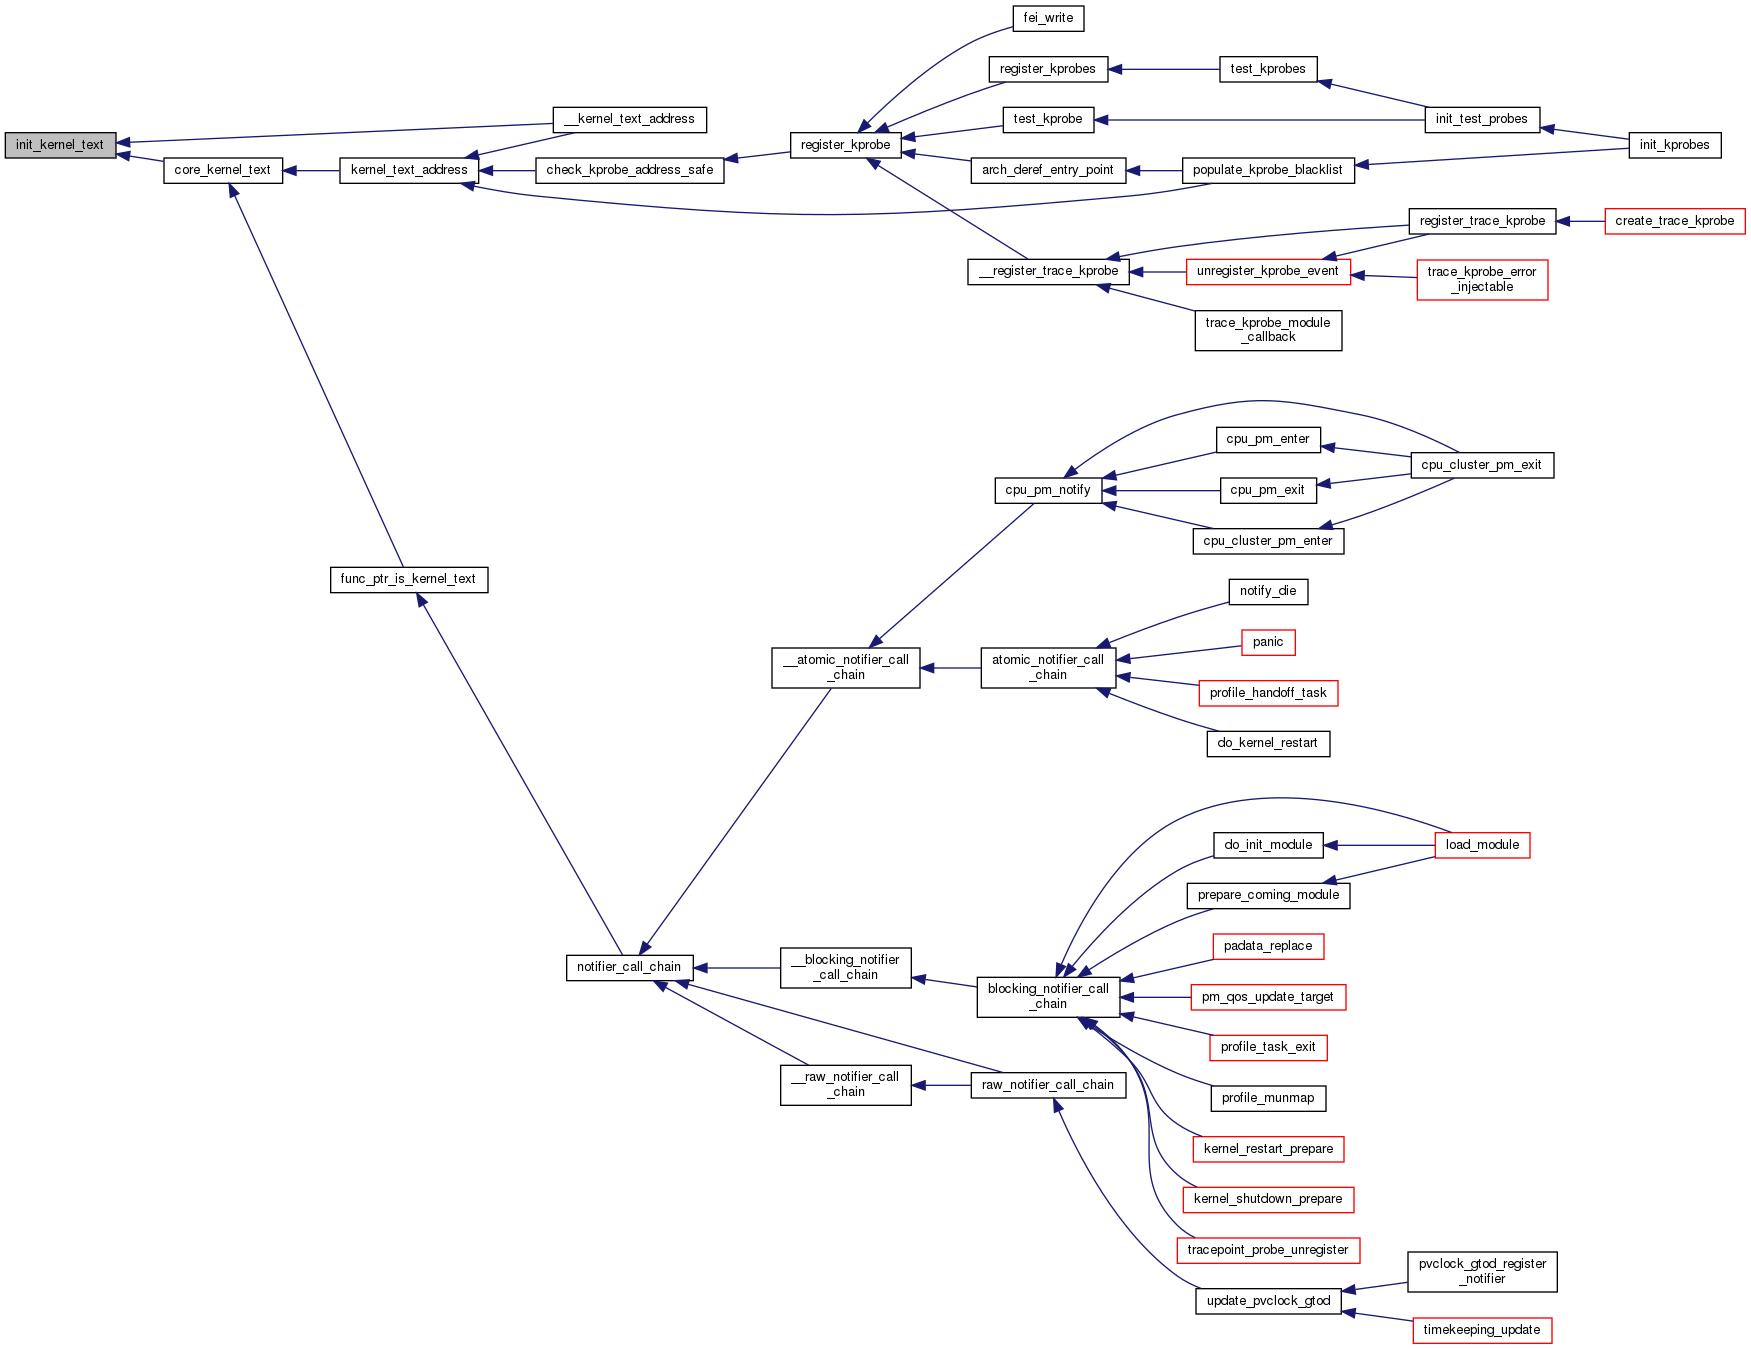 fei_write
register_kprobes
test_kprobes
__kernel_text_address
test_kprobe
init_test_probes
init_kernel_text
register_kprobe
init_kprobes
core_kernel_text
kernel_text_address
check_kprobe_address_safe
arch_deref_entry_point
populate_kprobe_blacklist
register_trace_kprobe
create_trace_kprobe
__register_trace_kprobe
unregister_kprobe_event
trace_kprobe_error
_injectable
trace_kprobe_module
_callback
cpu_pm_enter
cpu_cluster_pm_exit
cpu_pm_notify
cpu_pm_exit
cpu_cluster_pm_enter
func_ptr_is_kernel_text
notify_die
panic
__atomic_notifier_call
_chain
atomic_notifier_call
_chain
profile_handoff_task
do_kernel_restart
do_init_module
load_module
prepare_coming_module
padata_replace
notifier_call_chain
__blocking_notifier
_call_chain
blocking_notifier_call
_chain
pm_qos_update_target
profile_task_exit
__raw_notifier_call
_chain
raw_notifier_call_chain
profile_munmap
kernel_restart_prepare
kernel_shutdown_prepare
tracepoint_probe_unregister
pvclock_gtod_register
_notifier
update_pvclock_gtod
timekeeping_update